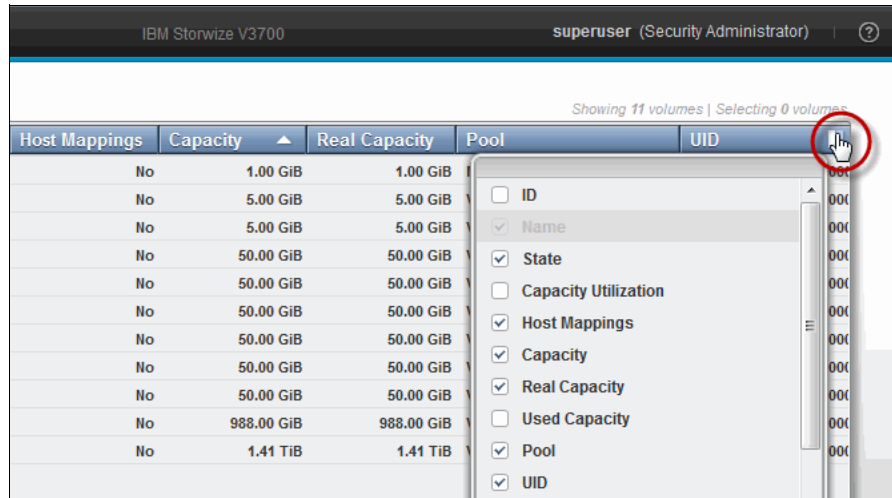 IBM Storwize V3700 superuser (Security Administrator) ?
Showing 11 volumes | Selecting 0 volumes
Host Mappings Capacity Real Capacity Pool UID
No 1.00 GiB 1.00 GiB
No 5.00 GiB 5.00 GiB
No 5.00 GiB 5.00 GiB
No 50.00 GiB 50.00 GiB
No 50.00 GiB 50.00 GiB
No 50.00 GiB 50.00 GiB
No 50.00 GiB 50.00 GiB
No 50.00 GiB 50.00 GiB
No 50.00 GiB 50.00 GiB
No 988.00 GiB 988.00 GiB
No 1.41 TiB 1.41 TiB
ID
Name
State
Capacity Utilization
Host Mappings
Capacity
Real Capacity
Used Capacity
Pool
UID